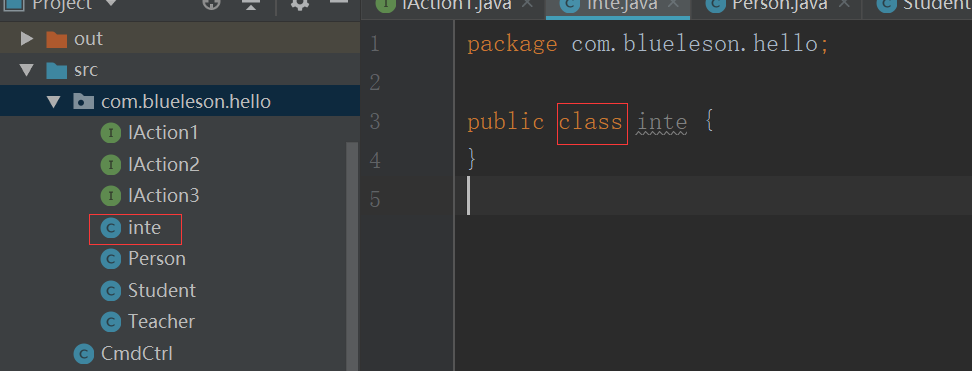 Project
out
src
com.blueleson.hello
IAction1
IAction2
IAction3
inte
Person
Student
Teacher
CmdCtrl
IAction1.java
inte.java
Person.java
Student
1 package com.blueleson.hello;
2
3 public class inte {
4 }
5